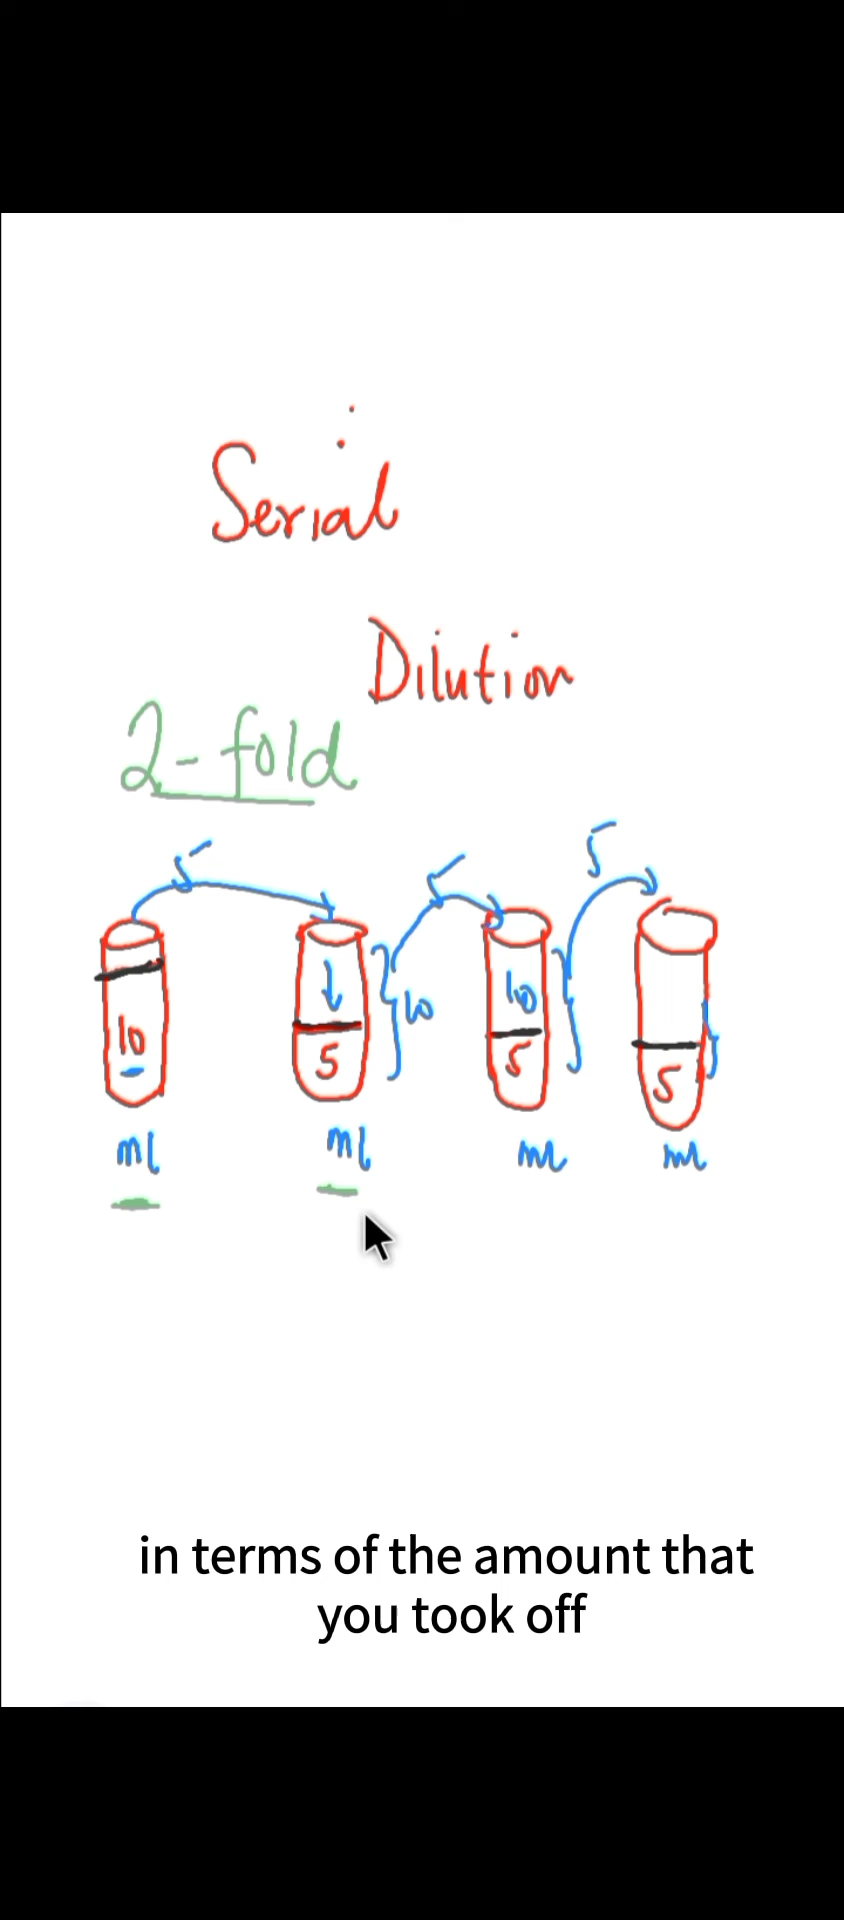 Serial
Dilution
2-fold
5 5 5
10 5 10 10 5 5
ml ml ml ml
in terms of the amount that
you took off